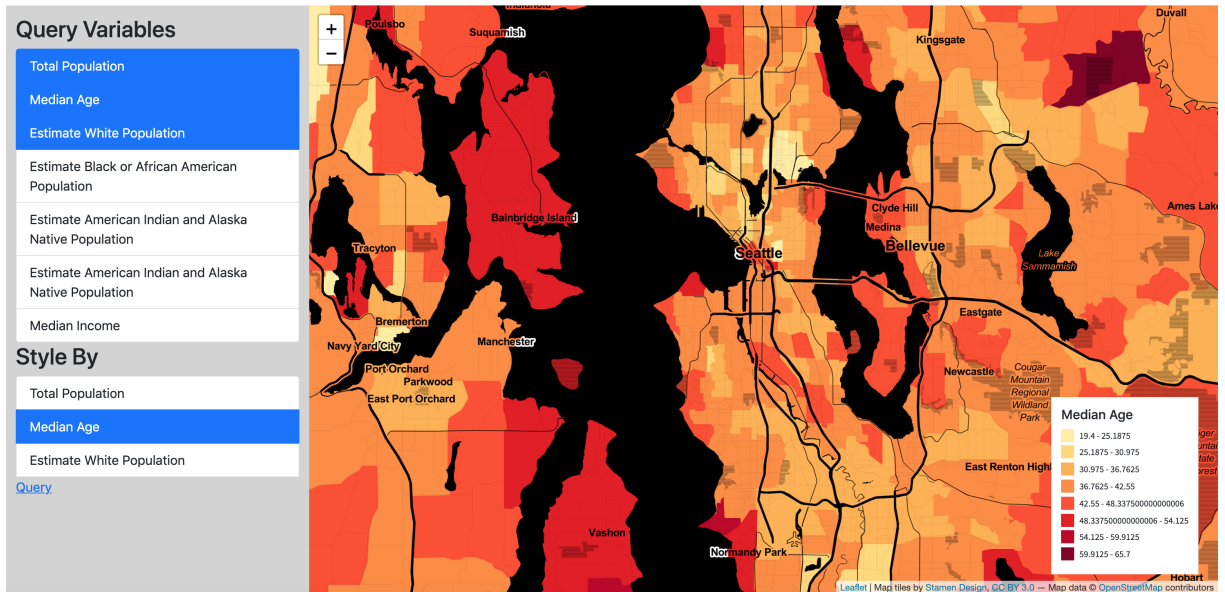 Query Variables
Total Population
Median Age
Estimate White Population
Estimate Black or African American
Population
Estimate American Indian and Alaska
Native Population
Estimate American Indian and Alaska
Native Population
Median Income
Style By
Total Population
Median Age
Estimate White Population
Query
+
−
Indianola
Poulsbo
Suquamish
Duvall
Kingsgate
Ames Lake
Bainbridge Island
Clyde Hill
Medina
Tracyton
Seattle
Bellevue
Lake
Sammamish
Bremerton
Eastgate
Navy Yard City
Manchester
Port Orchard
Parkwood
East Port Orchard
Newcastle
Cougar
Mountain
Regional
Wildland
Park
East Renton High
Vashon
Normandy Park
Hobart
Median Age
19.4 - 25.1875
25.1875 - 30.975
30.975 - 36.7625
36.7625 - 42.55
42.55 - 48.337500000000006
48.337500000000006 - 54.125
54.125 - 59.9125
59.9125 - 65.7
Leaflet | Map tiles by Stamen Design, CC BY 3.0 — Map data © OpenStreetMap contributors